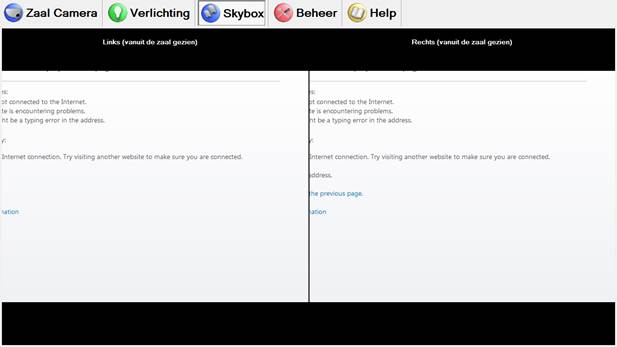 Zaal Camera Verlichting Skybox Beheer Help
Links (vanuit de zaal gezien)
es:
ot connected to the Internet.
te is encountering problems.
ht be a typing error in the address.
y:
Internet connection. Try visiting another website to make sure you are connected.
mation
Rechts (vanuit de zaal gezien)
es:
ot connected to the Internet.
te is encountering problems.
ht be a typing error in the address.
y:
Internet connection. Try visiting another website to make sure you are connected.
address.
the previous page.
mation